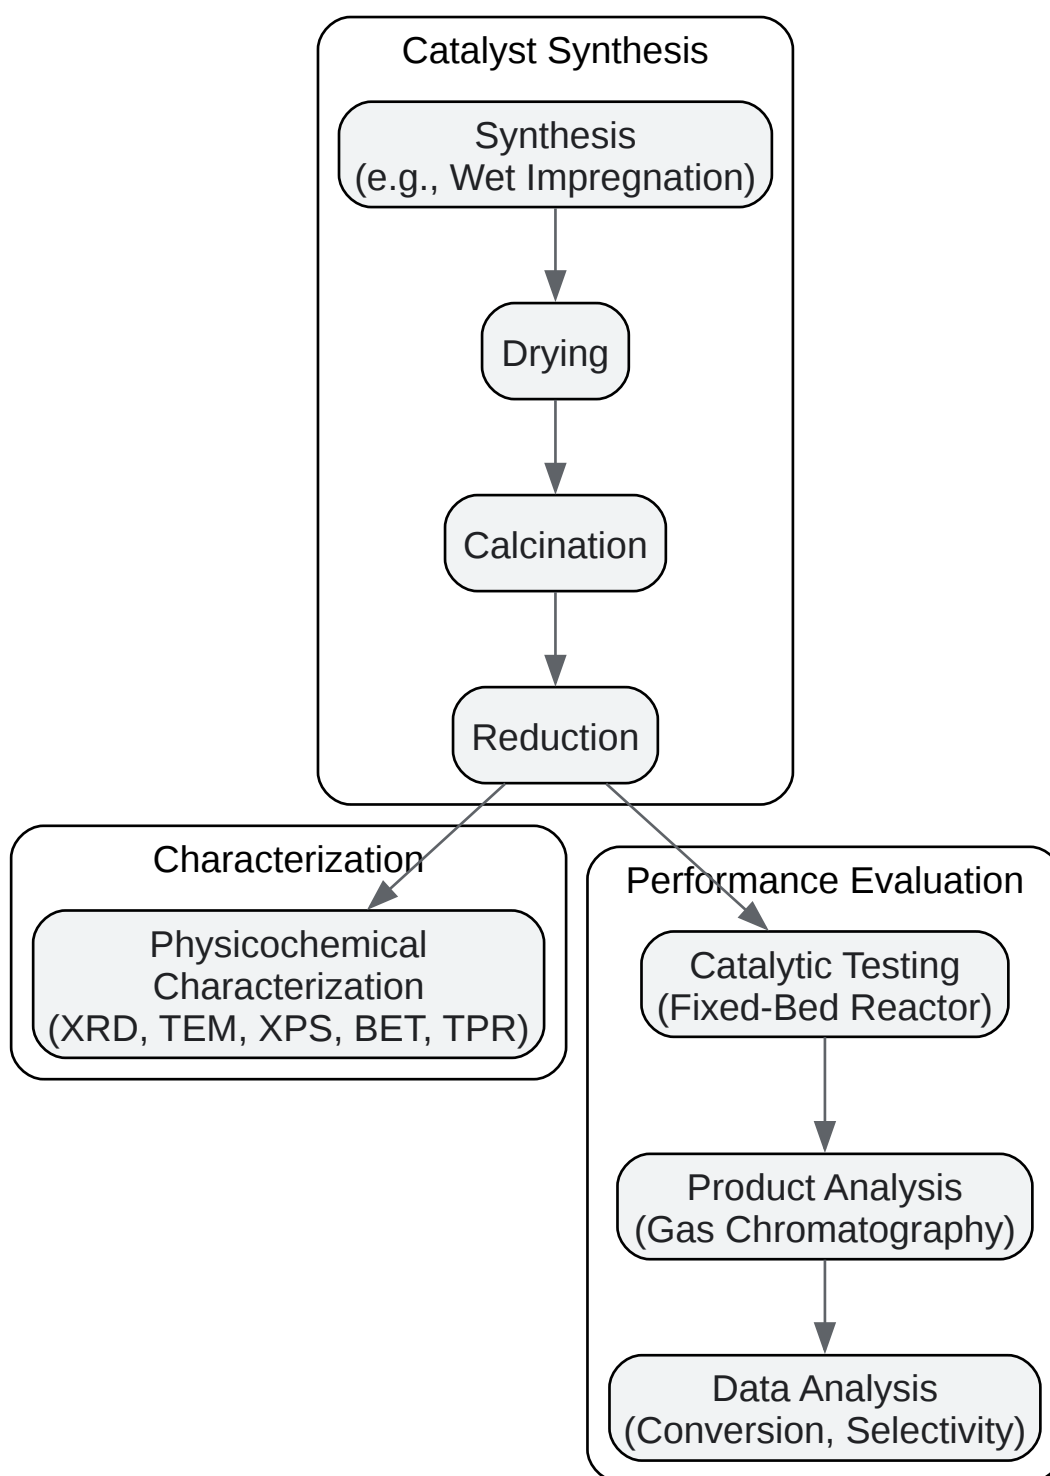 Catalyst Synthesis
Synthesis
(e.g., Wet Impregnation)
Drying
Calcination
Reduction
Characterization
Physicochemical
Characterization
(XRD, TEM, XPS, BET, TPR)
Performance Evaluation
Catalytic Testing
(Fixed-Bed Reactor)
Product Analysis
(Gas Chromatography)
Data Analysis
(Conversion, Selectivity)